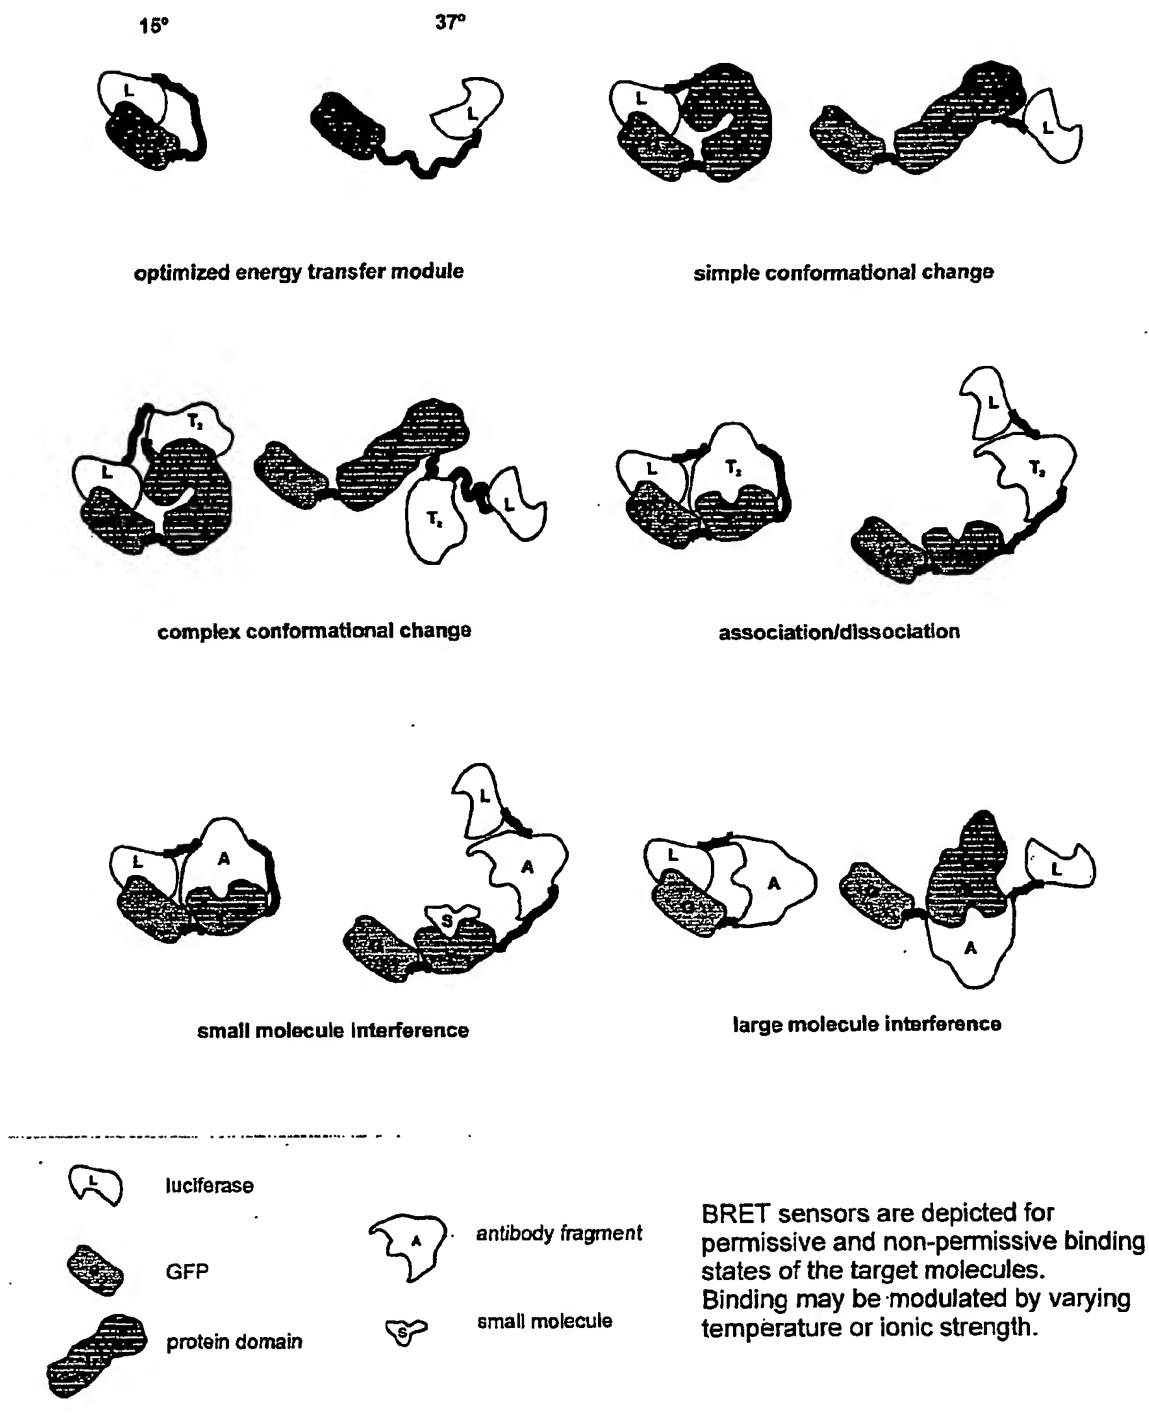 15º 37º
L L L L
optimized energy transfer module simple conformational change
T₂ L T₂ L
L T₂ L T₂
complex conformational change association/dissociation
L A L A S
L A A L
small molecule interference large molecule interference
L luciferase
A antibody fragment
GFP
S small molecule
protein domain
BRET sensors are depicted for
permissive and non-permissive binding
states of the target molecules.
Binding may be modulated by varying
temperature or ionic strength.